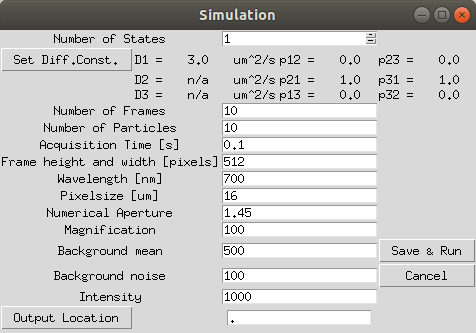 Simulation
Number of States 1
Set Diff.Const. D1 = 3.0 um^2/s p12 = 0.0 p23 = 0.0
D2 = n/a um^2/s p21 = 1.0 p31 = 1.0
D3 = n/a um^2/s p13 = 0.0 p32 = 0.0
Number of Frames 10
Number of Particles 10
Acquisition Time [s] 0.1
Frame height and width [pixels] 512
Wavelength [nm] 700
Pixelsize [um] 16
Numerical Aperture 1.45
Magnification 100
Background mean 500 Save & Run
Background noise 100 Cancel
Intensity 1000
Output Location .